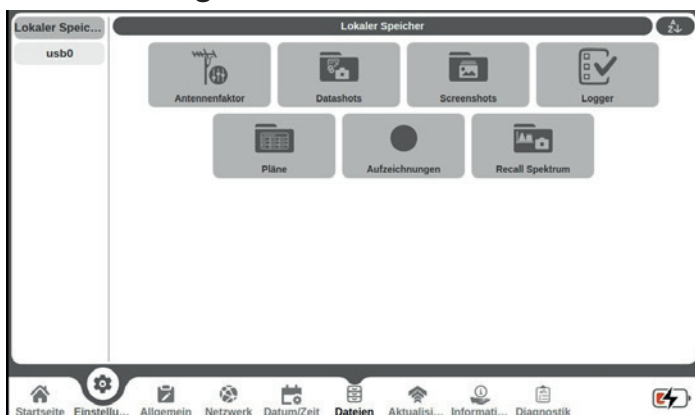 Lokaler Speic...
Lokaler Speicher
usb0
Antennenfaktor
Datashots
Screenshots
Logger
Pläne
Aufzeichnungen
Recall Spektrum
Startseite
Einstellu...
Allgemein
Netzwerk
Datum/Zeit
Dateien
Aktualisi...
Informati...
Diagnostik